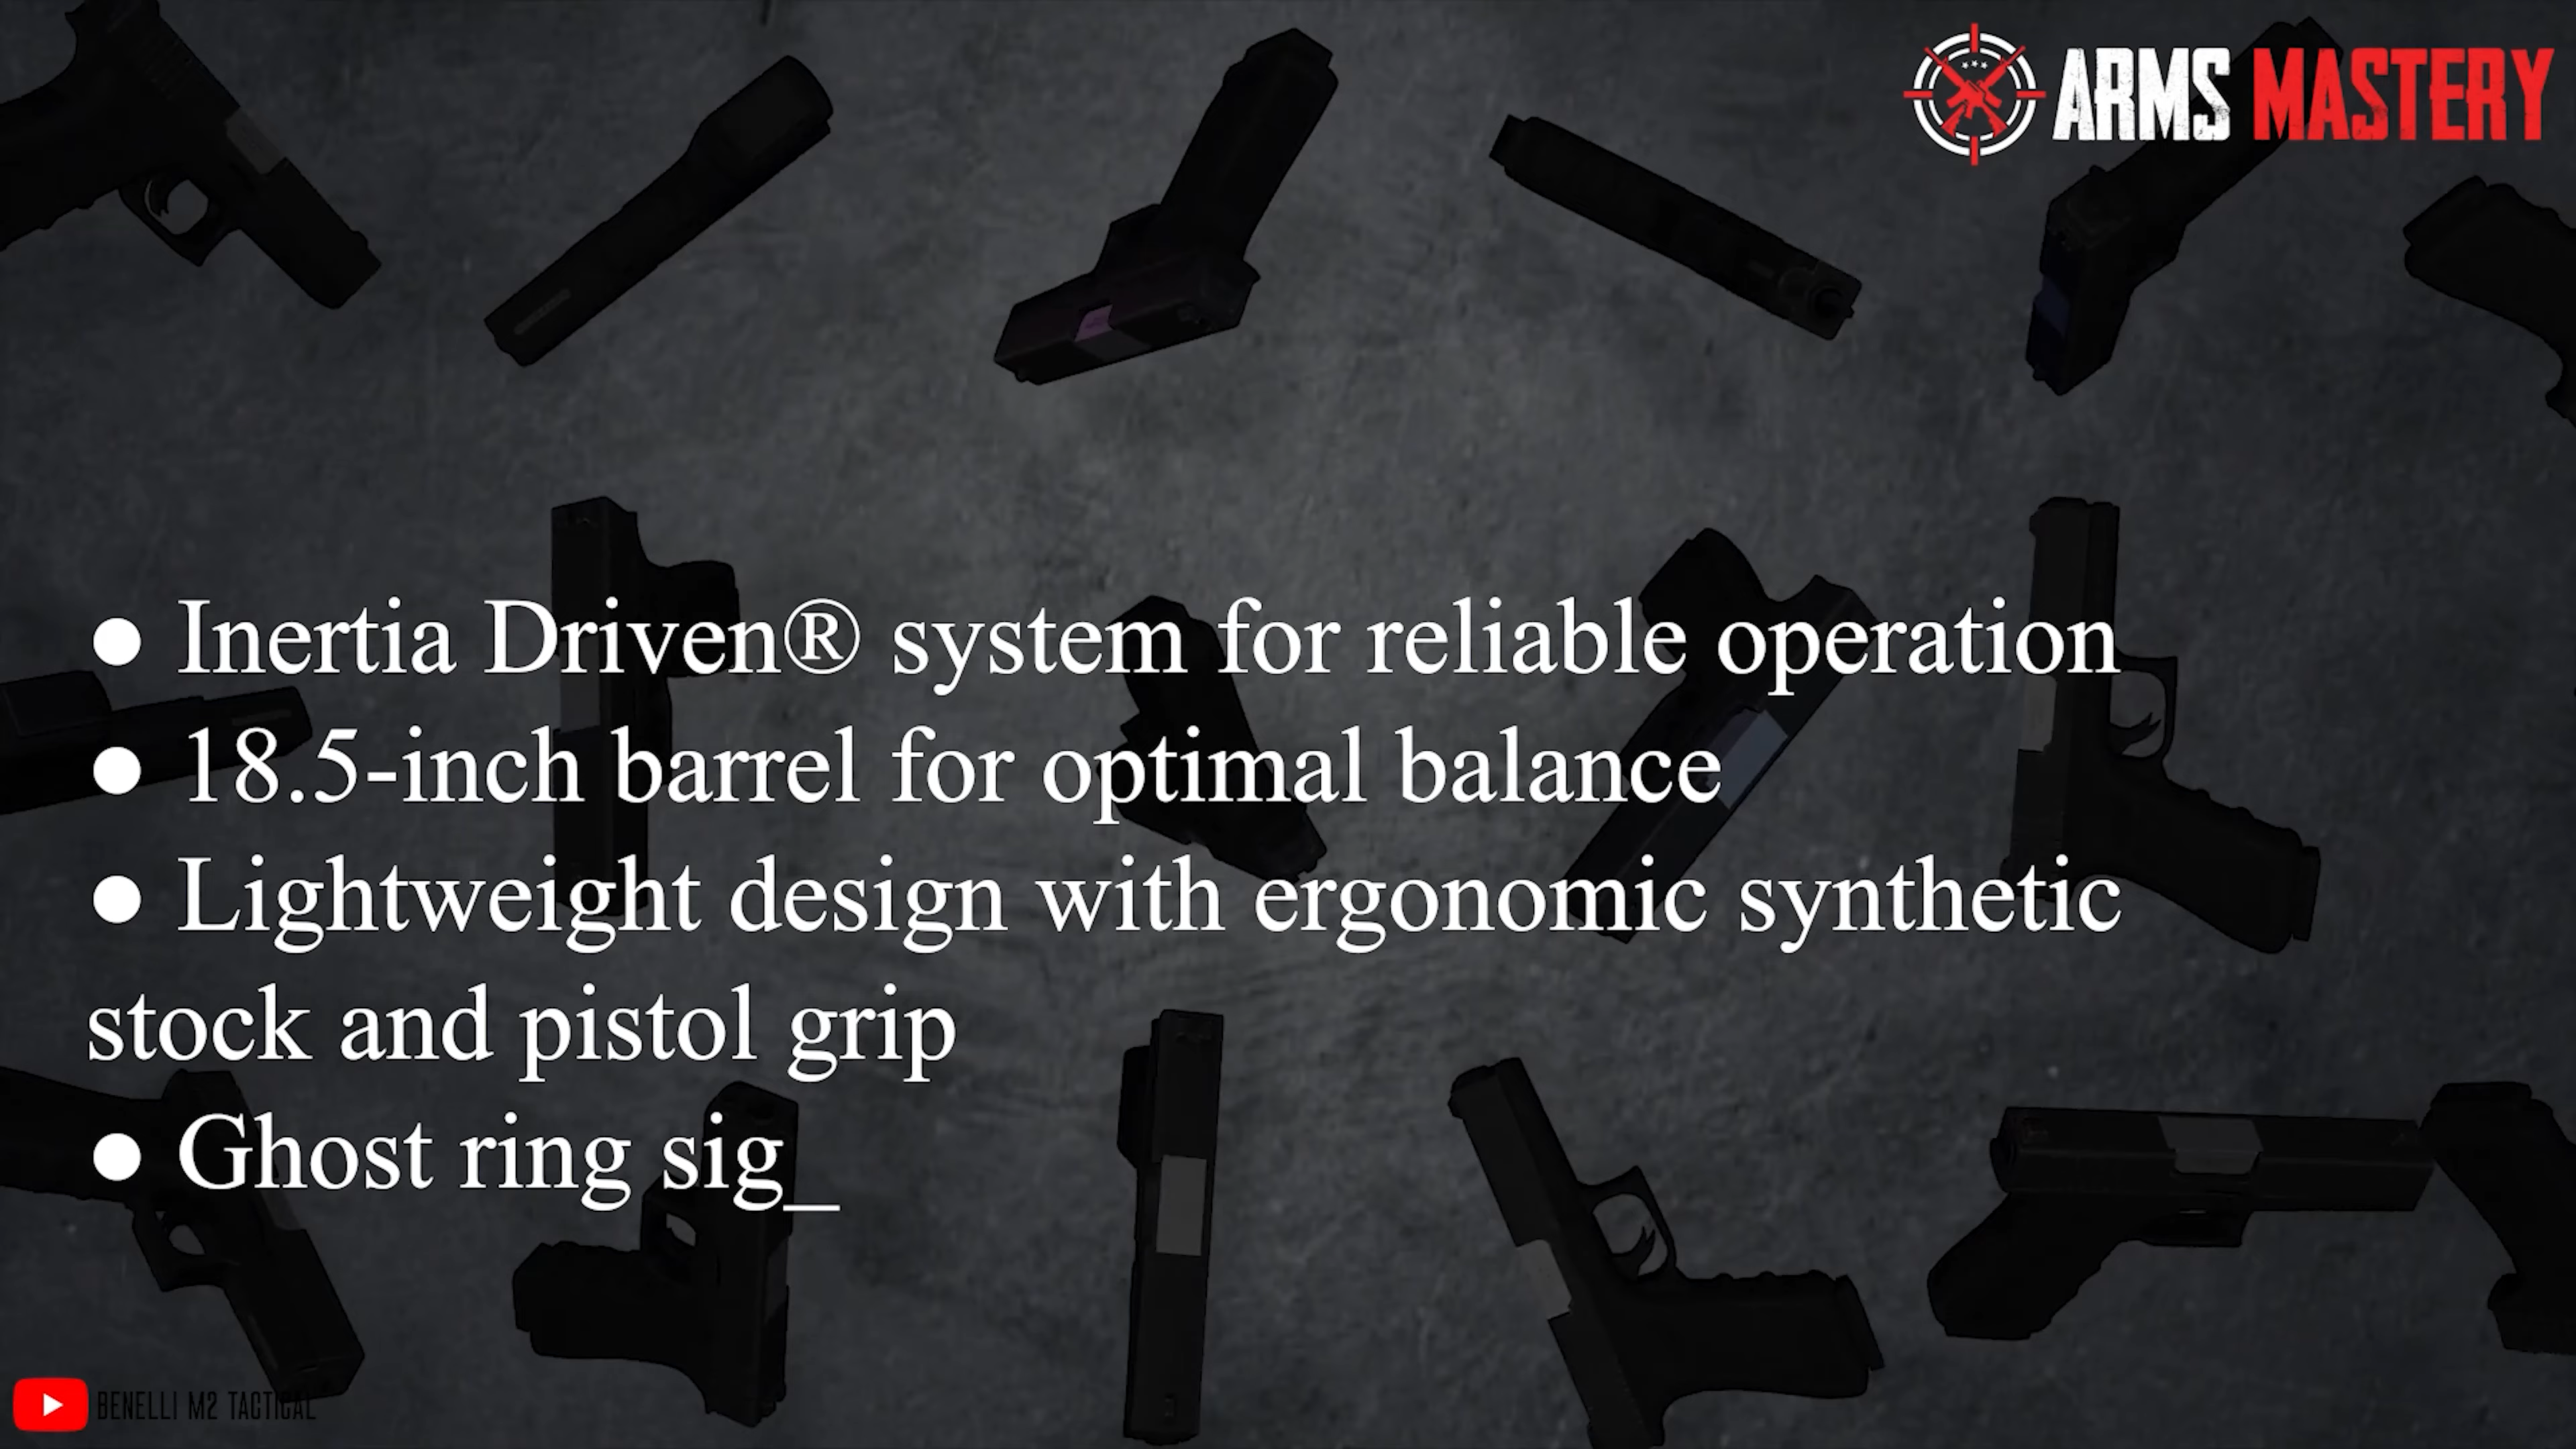 ARMS MASTERY
● Inertia Driven® system for reliable operation
● 18.5-inch barrel for optimal balance
● Lightweight design with ergonomic synthetic
stock and pistol grip
● Ghost ring sig_
BENELLI M2 TACTICAL